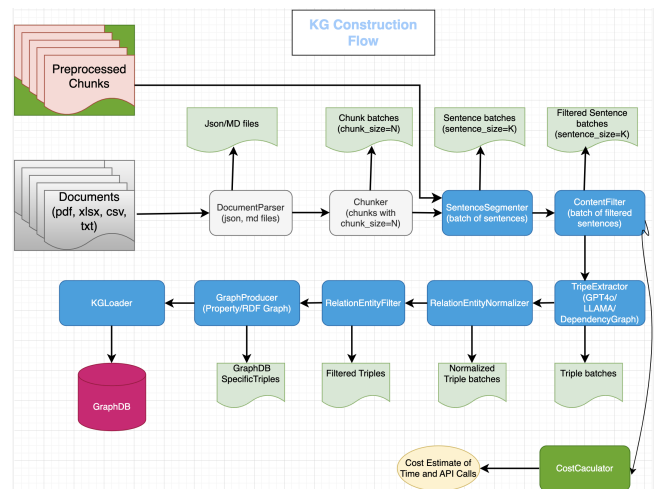 KG Construction
Flow
Preprocessed
Chunks
Json/MD files
Chunk batches
(chunk_size=N)
Sentence batches
(sentence_size=K)
Filtered Sentence
batches
(sentence_size=K)
Documents
(pdf, xlsx, csv,
txt)
DocumentParser
(json, md files)
Chunker
(chunks with
chunk_size=N)
SentenceSegmenter
(batch of sentences)
ContentFilter
(batch of filtered
sentences)
KGLoader
GraphProducer
(Property/RDF Graph)
RelationEntityFilter
RelationEntityNormalizer
TripeExtractor
(GPT4o/
LLAMA/
DependencyGraph)
GraphDB
GraphDB
SpecificTriples
Filtered Triples
Normalized
Triple batches
Triple batches
Cost Estimate of
Time and API Calls
CostCaculator